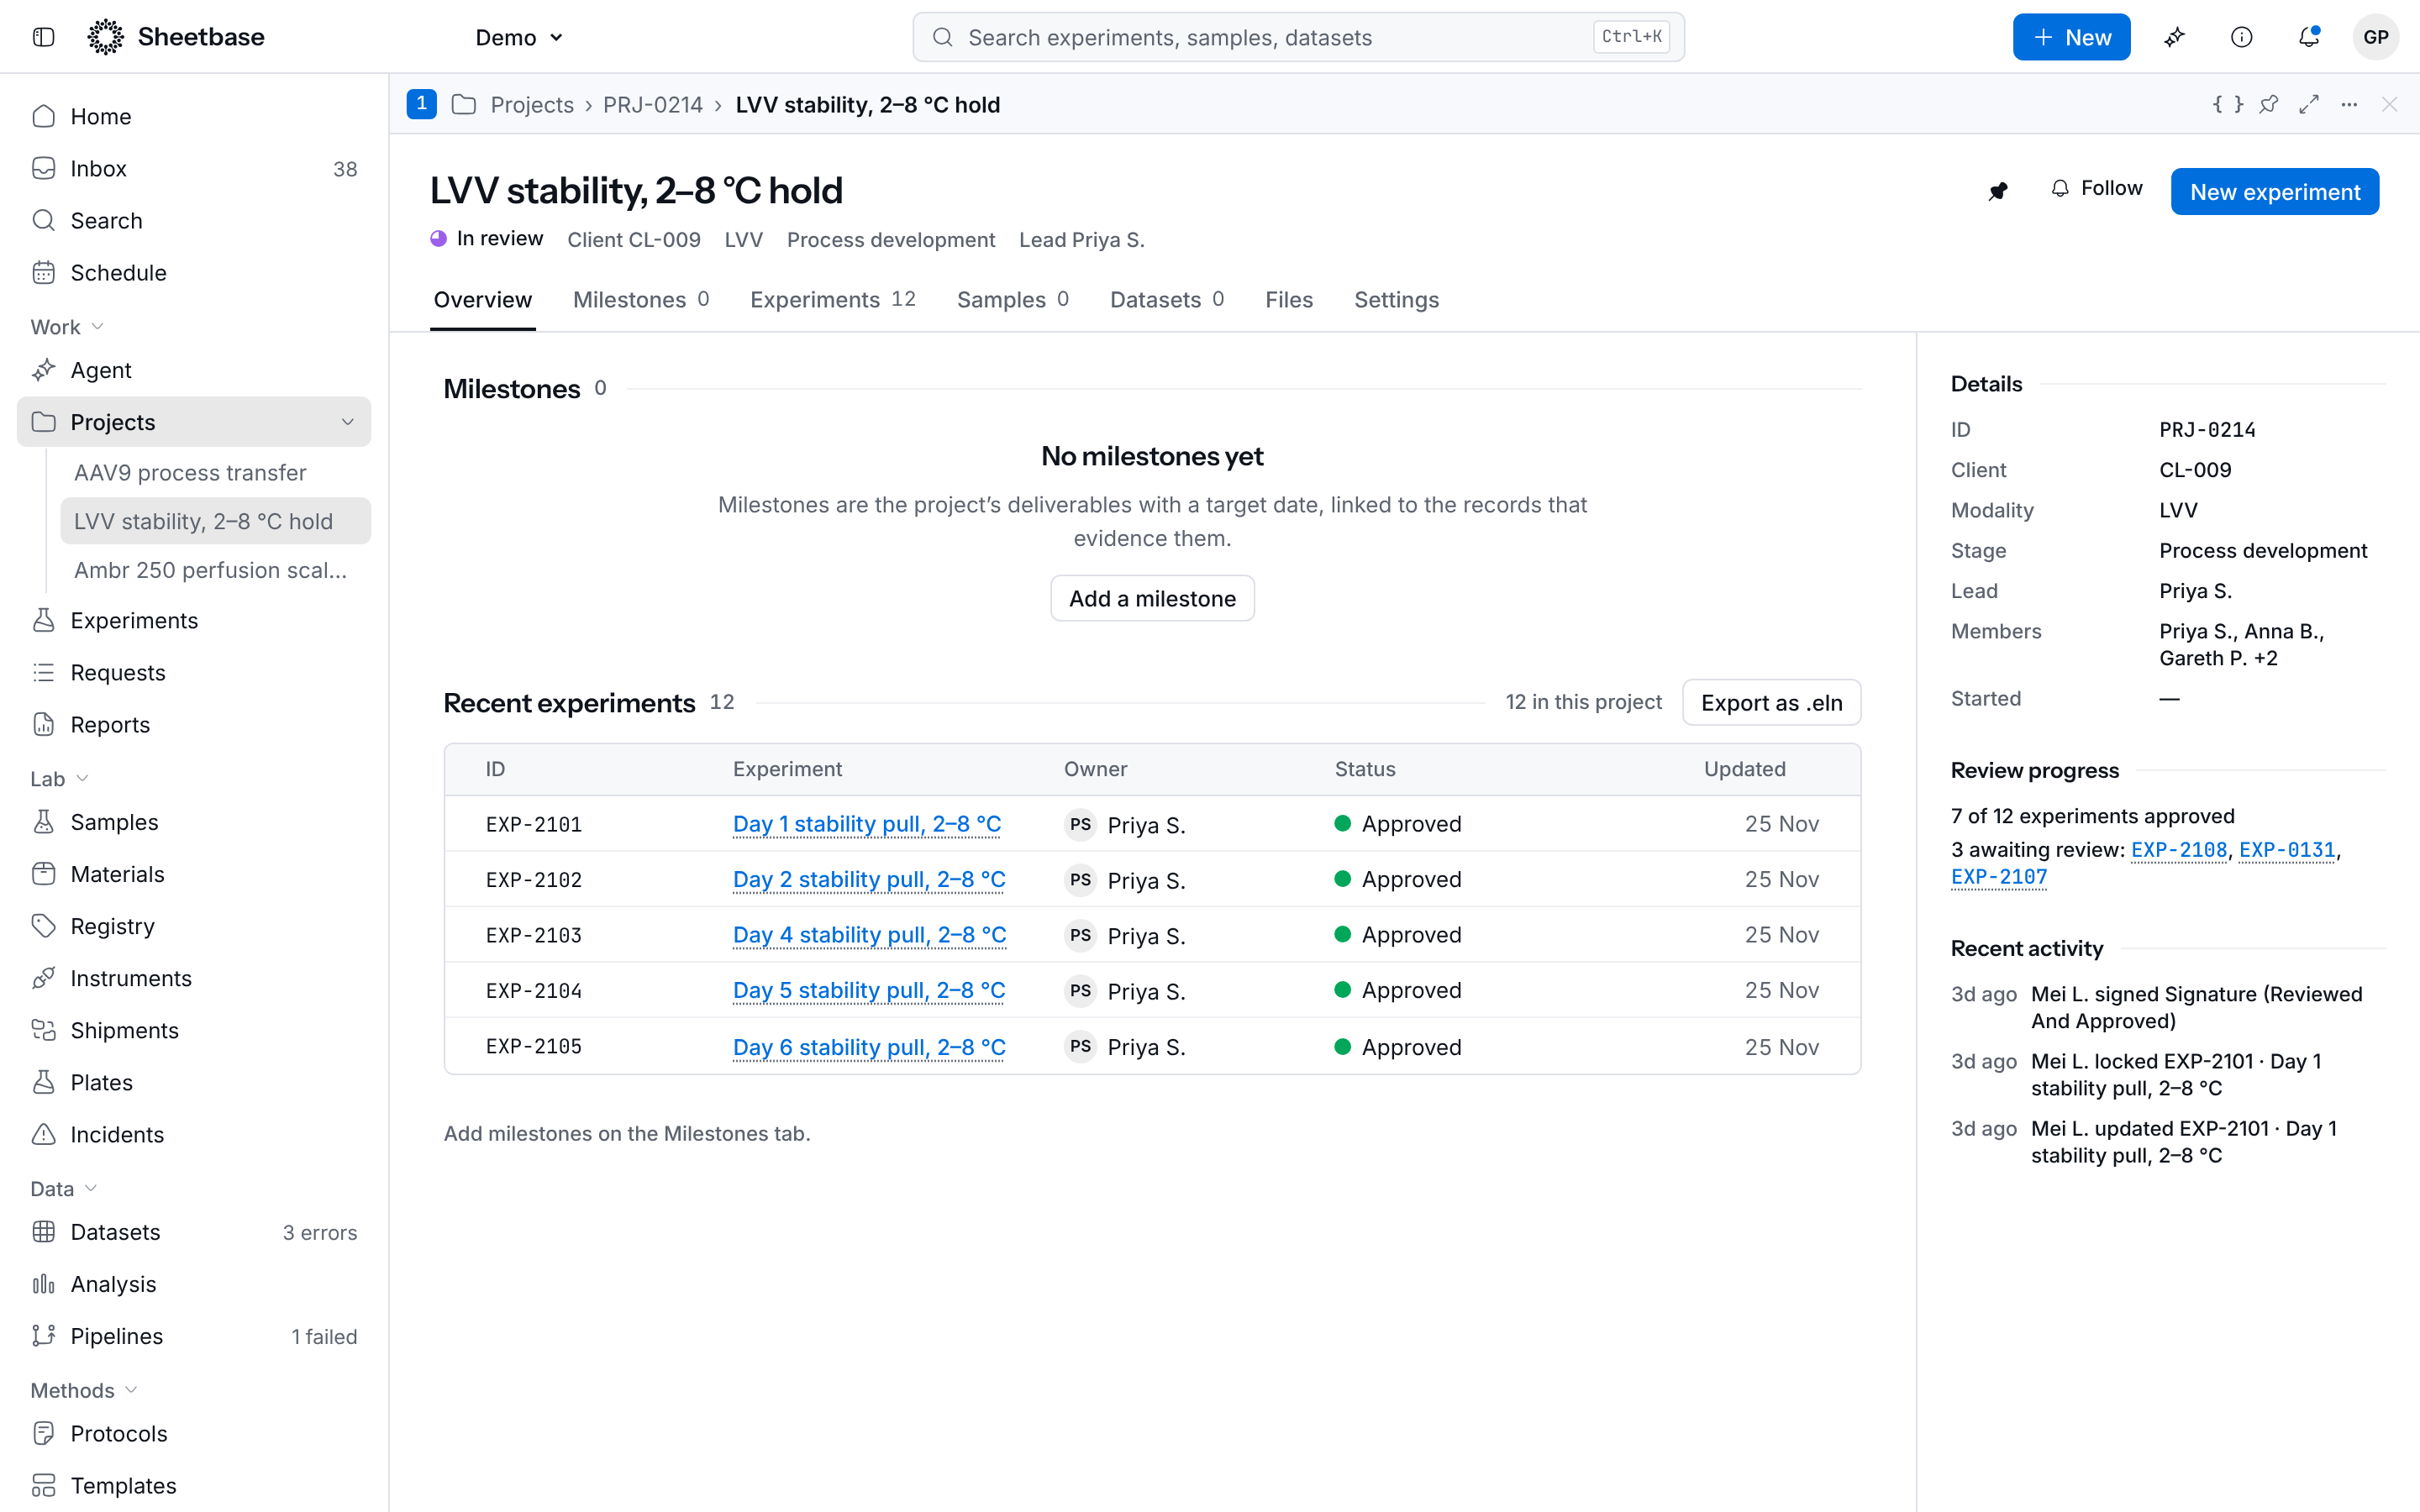 Sheetbase
Demo
Search experiments, samples, datasets
Ctrl+K
New
GP
Home
Inbox 38
Search
Schedule
Work
Agent
Projects
AAV9 process transfer
LVV stability, 2–8 °C hold
Ambr 250 perfusion scal...
Experiments
Requests
Reports
Lab
Samples
Materials
Registry
Instruments
Shipments
Plates
Incidents
Data
Datasets 3 errors
Analysis
Pipelines 1 failed
Methods
Protocols
Templates
1 Projects › PRJ-0214 › LVV stability, 2–8 °C hold
{ }
LVV stability, 2–8 °C hold
Follow
New experiment
In review Client CL-009 LVV Process development Lead Priya S.
Overview Milestones 0 Experiments 12 Samples 0 Datasets 0 Files Settings
Milestones 0
No milestones yet
Milestones are the project’s deliverables with a target date, linked to the records that
evidence them.
Add a milestone
Recent experiments 12
12 in this project
Export as .eln
ID Experiment Owner Status Updated
EXP-2101 Day 1 stability pull, 2–8 °C PS Priya S. Approved 25 Nov
EXP-2102 Day 2 stability pull, 2–8 °C PS Priya S. Approved 25 Nov
EXP-2103 Day 4 stability pull, 2–8 °C PS Priya S. Approved 25 Nov
EXP-2104 Day 5 stability pull, 2–8 °C PS Priya S. Approved 25 Nov
EXP-2105 Day 6 stability pull, 2–8 °C PS Priya S. Approved 25 Nov
Add milestones on the Milestones tab.
Details
ID PRJ-0214
Client CL-009
Modality LVV
Stage Process development
Lead Priya S.
Members Priya S., Anna B.,
Gareth P. +2
Started —
Review progress
7 of 12 experiments approved
3 awaiting review: EXP-2108, EXP-0131,
EXP-2107
Recent activity
3d ago Mei L. signed Signature (Reviewed
And Approved)
3d ago Mei L. locked EXP-2101 · Day 1
stability pull, 2–8 °C
3d ago Mei L. updated EXP-2101 · Day 1
stability pull, 2–8 °C